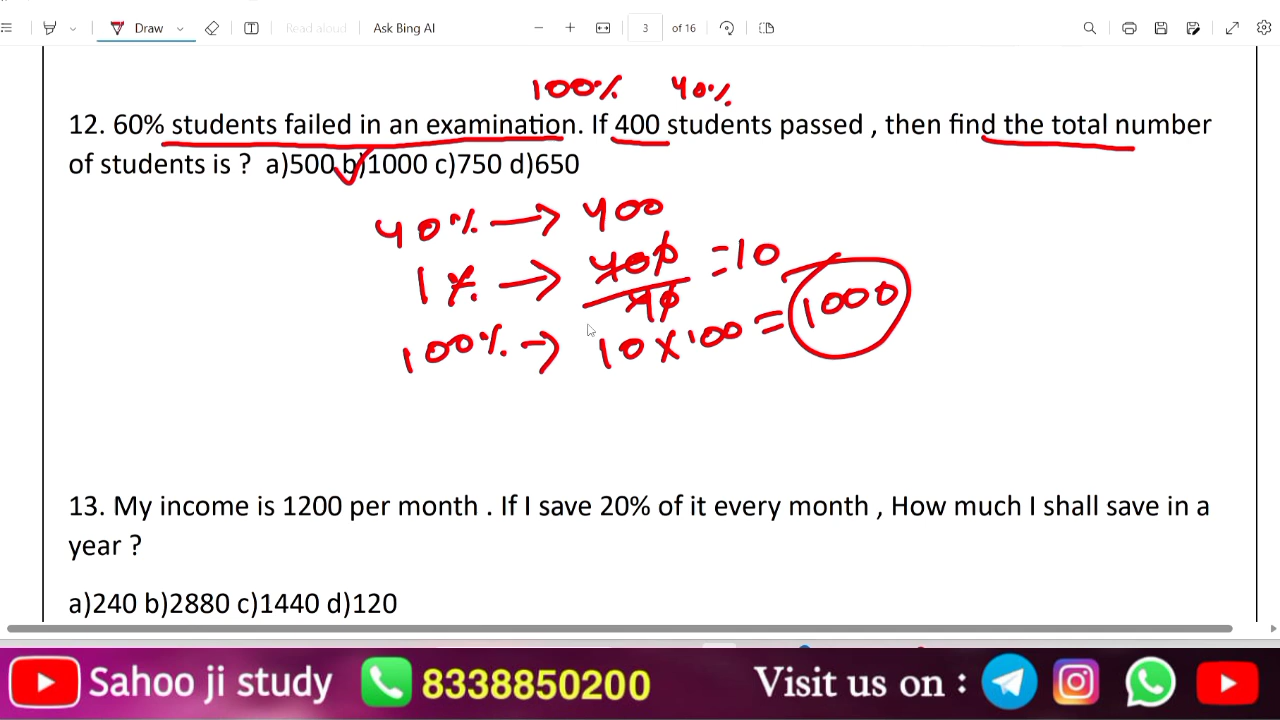 Draw
Read aloud
Ask Bing AI
3 of 16
100% 40%
12. 60% students failed in an examination. If 400 students passed , then find the total number
of students is ? a)500 b)1000 c)750 d)650
40% → 400
1% → 400/40 = 10
100% → 10 x 100 = 1000
13. My income is 1200 per month . If I save 20% of it every month , How much I shall save in a
year ?
a)240 b)2880 c)1440 d)120
Sahoo ji study 8338850200 Visit us on :